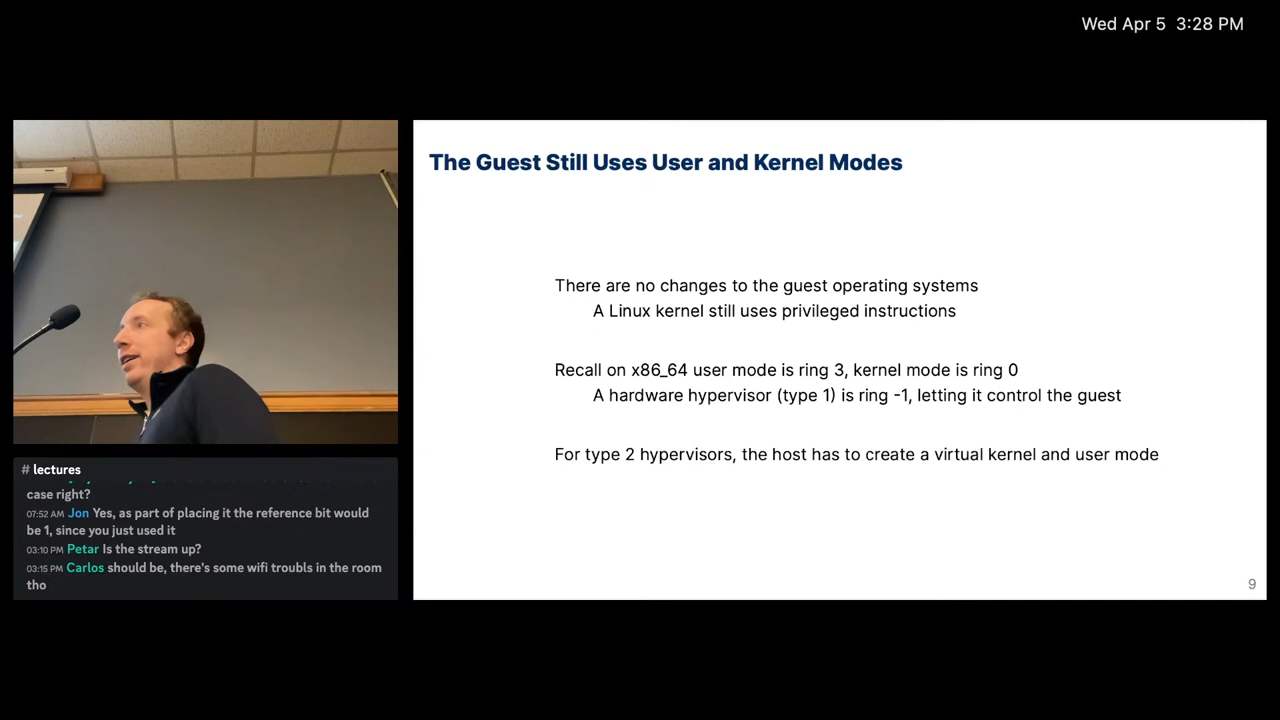 Wed Apr 5 3:28 PM
The Guest Still Uses User and Kernel Modes
There are no changes to the guest operating systems
A Linux kernel still uses privileged instructions
Recall on x86_64 user mode is ring 3, kernel mode is ring 0
A hardware hypervisor (type 1) is ring -1, letting it control the guest
For type 2 hypervisors, the host has to create a virtual kernel and user mode
9
# lectures
case right?
07:52 AM Jon Yes, as part of placing it the reference bit would
be 1, since you just used it
03:10 PM Petar Is the stream up?
03:15 PM Carlos should be, there's some wifi troubls in the room
tho